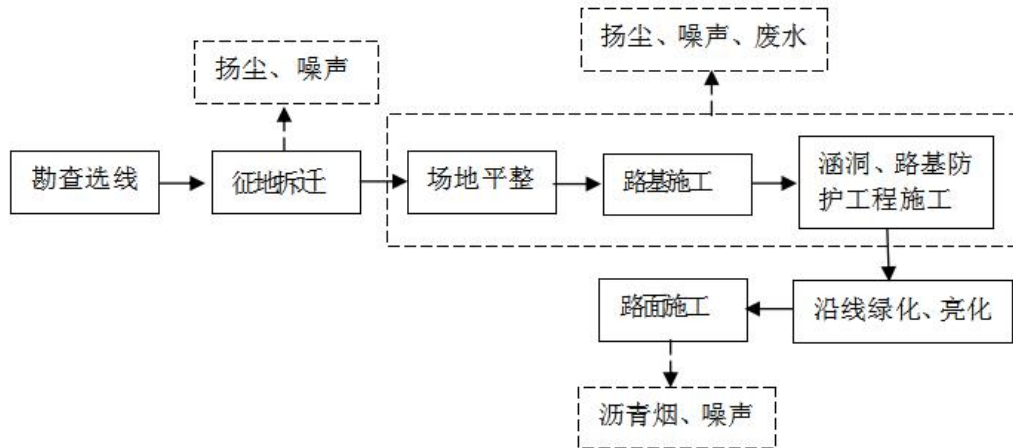 扬尘、噪声、废水
扬尘、噪声
勘查选线
征地拆迁
场地平整
路基施工
涵洞、路基防
护工程施工
路面施工
沿线绿化、亮化
沥青烟、噪声